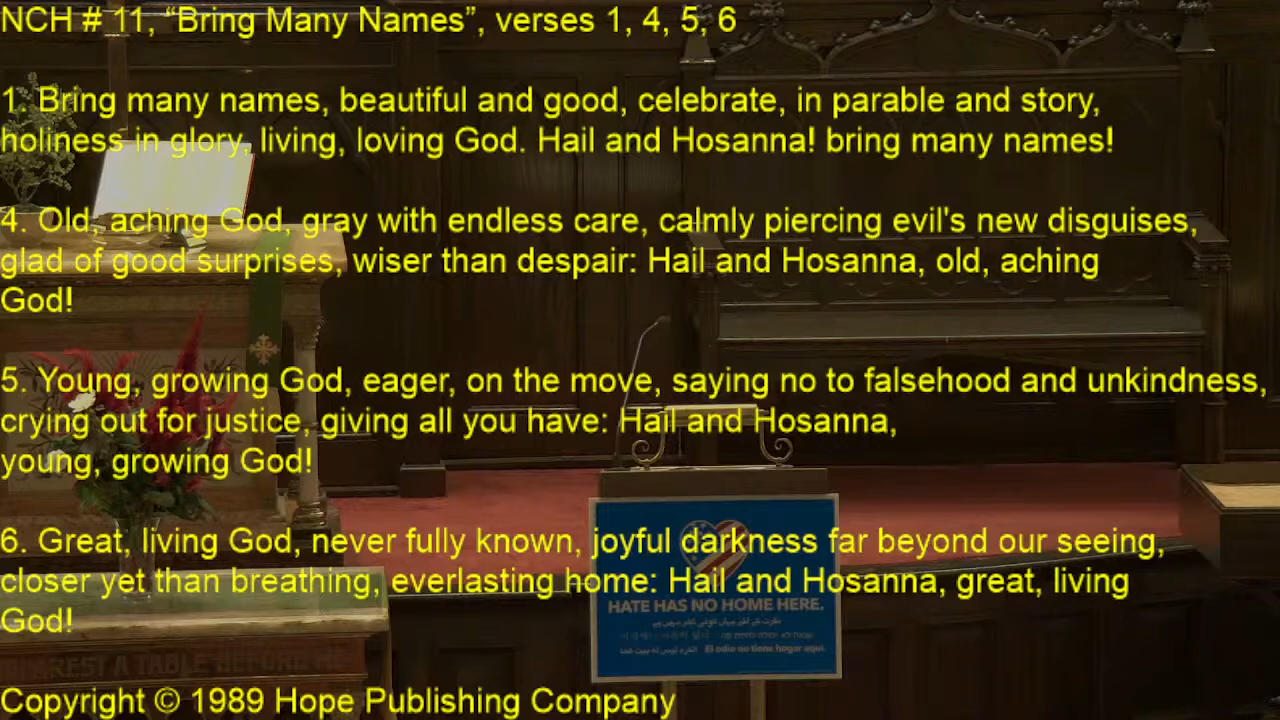 NCH # 11, “Bring Many Names”, verses 1, 4, 5, 6
1. Bring many names, beautiful and good, celebrate, in parable and story,
holiness in glory, living, loving God. Hail and Hosanna! bring many names!
4. Old, aching God, gray with endless care, calmly piercing evil's new disguises,
glad of good surprises, wiser than despair: Hail and Hosanna, old, aching
God!
5. Young, growing God, eager, on the move, saying no to falsehood and unkindness,
crying out for justice, giving all you have: Hail and Hosanna,
young, growing God!
6. Great, living God, never fully known, joyful darkness far beyond our seeing,
closer yet than breathing, everlasting home: Hail and Hosanna, great, living
God!
HATE HAS NO HOME HERE.
El odio no tiene hogar aquí.
REST A TABLE BEFORE ME
Copyright © 1989 Hope Publishing Company